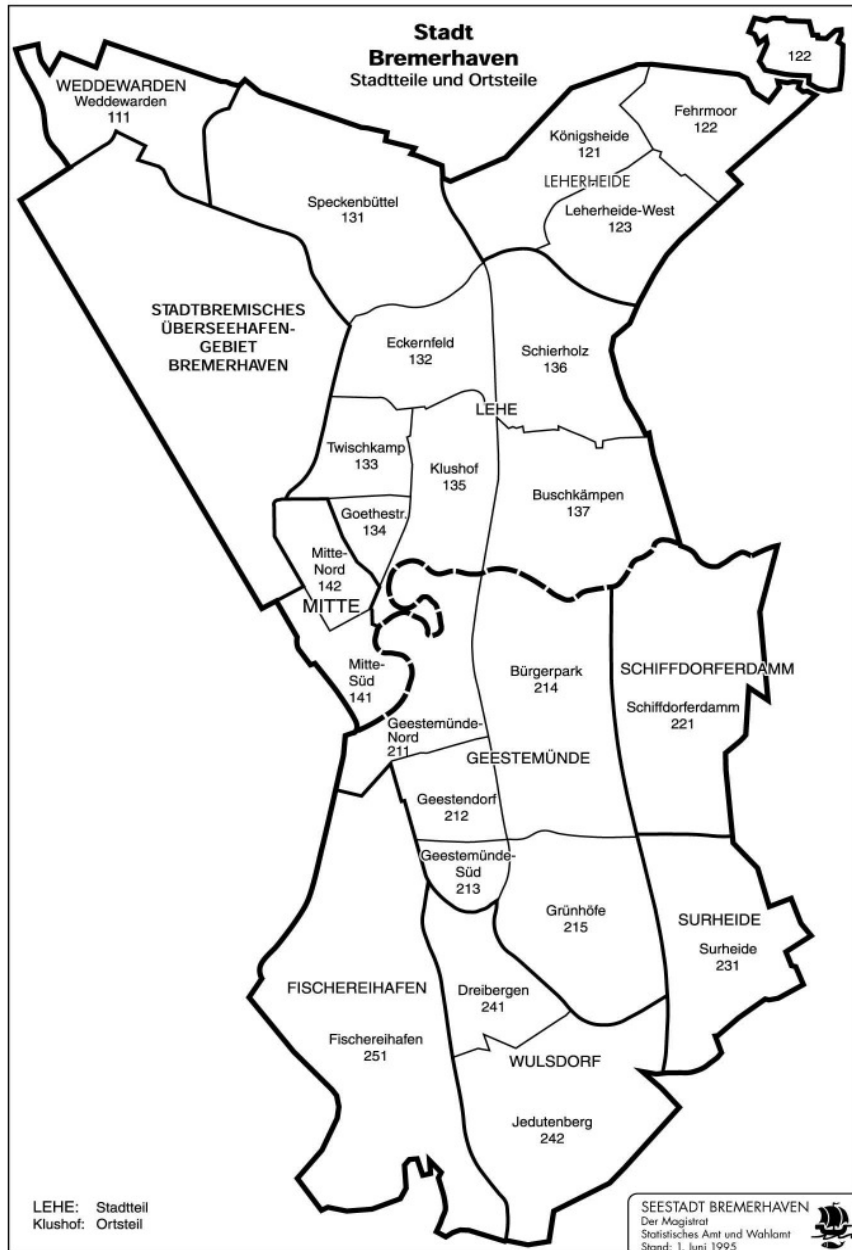 Stadt
Bremerhaven
Stadtteile und Ortsteile
122
WEDDEWARDEN
Weddewarden
111
Fehrmoor
122
Königsheide
121
LEHERHEIDE
Speckenbüttel
131
Leherheide-West
123
STADTBREMISCHES
ÜBERSEEHAFEN-
GEBIET
BREMERHAVEN
Eckernfeld
132
Schierholz
136
LEHE
Twischkamp
133
Klushof
135
Buschkämpen
137
Goethestr.
134
Mitte-
Nord
142
MITTE
Mitte-
Süd
141
Bürgerpark
214
SCHIFFDORFERDAMM
Schiffdorferdamm
221
Geestemünde-
Nord
211
GEESTEMÜNDE
Geestendorf
212
Geestemünde-
Süd
213
Grünhöfe
215
SURHEIDE
Surheide
231
FISCHEREIHAFEN
Fischereihafen
251
Dreibergen
241
WULSDORF
Jedutenberg
242
LEHE: Stadtteil
Klushof: Ortsteil
SEESTADT BREMERHAVEN
Der Magistrat
Statistisches Amt und Wahlamt
Stand: 1. Juni 1995